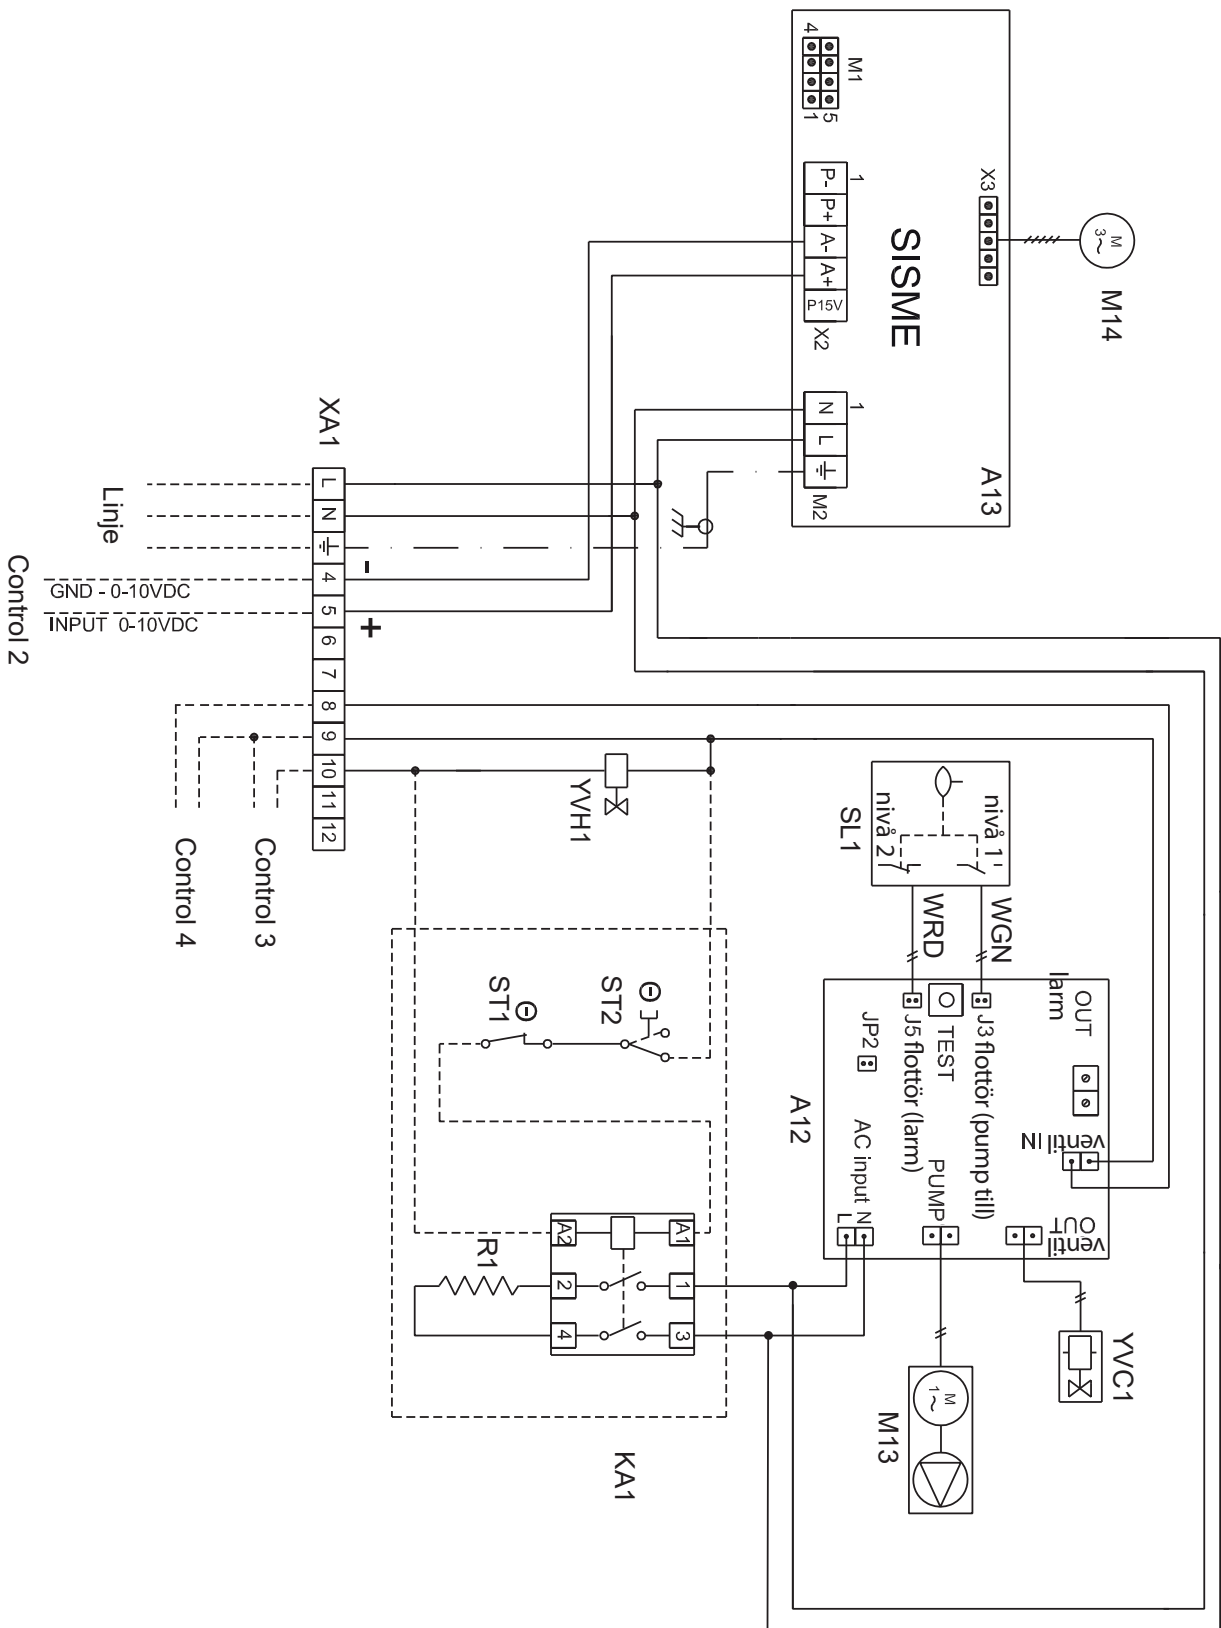 M14
M
3~
X3
A13
SISME
M1
4
1
5
1
P-
P+
A-
A+
P15V
X2
1
N
L
M2
XA1
L
N
4
5
6
7
8
9
10
11
12
-
+
Linje
GND - 0-10VDC
INPUT 0-10VDC
Control 2
Control 3
Control 4
YVH1
nivå 1
nivå 2
SL1
WGN
WRD
OUT
larm
J3 flottör (pump till)
TEST
J5 flottör (larm)
JP2
A12
ventil IN
ventil
OUT
PUMP
AC input N
L
YVC1
M
1~
M13
ST2
ST1
A1
A2
1
2
3
4
R1
KA1